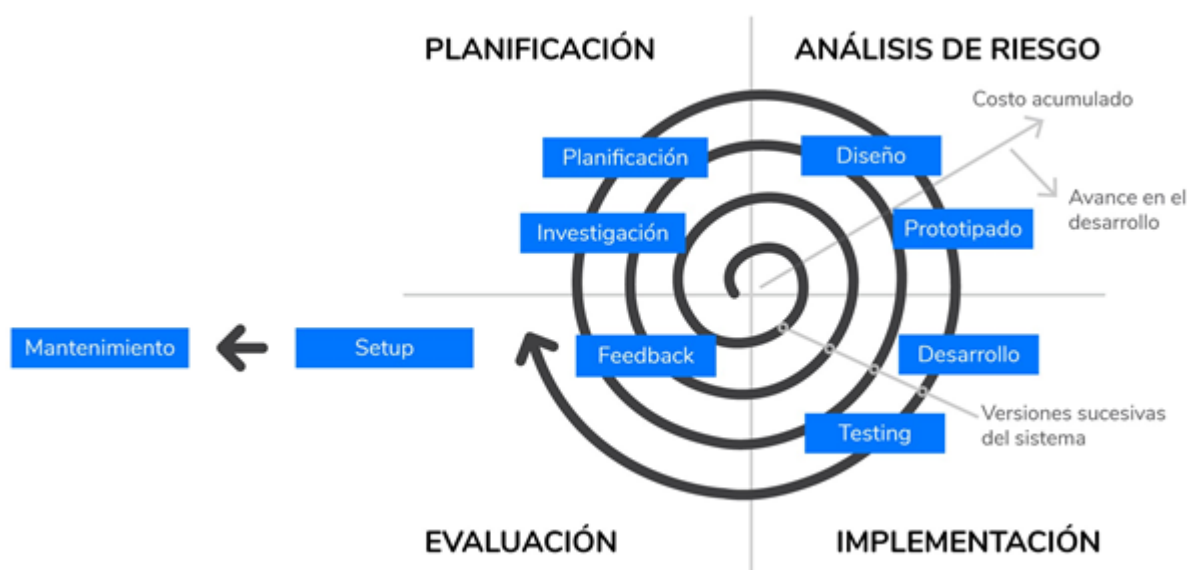 PLANIFICACIÓN
ANÁLISIS DE RIESGO
Costo acumulado
Planificación
Diseño
Avance en el
desarrollo
Investigación
Prototipado
Mantenimiento
Setup
Feedback
Desarrollo
Versiones sucesivas
del sistema
Testing
EVALUACIÓN
IMPLEMENTACIÓN